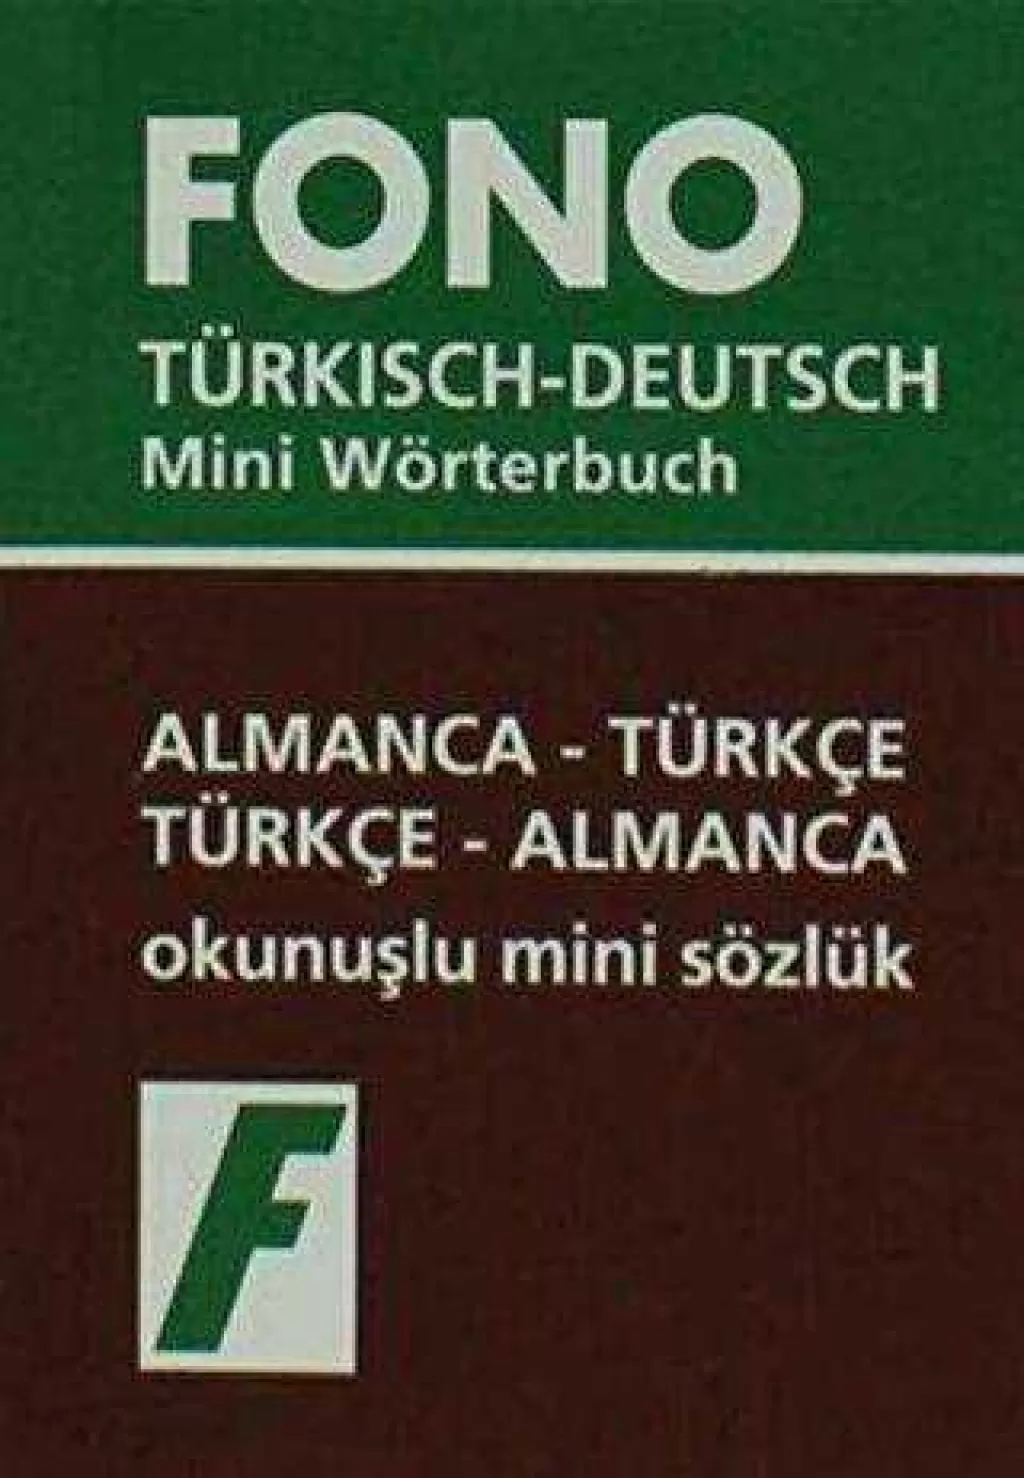 FONO
TÜRKISCH-DEUTSCH
Mini Wörterbuch
ALMANCA - TÜRKÇE
TÜRKÇE - ALMANCA
okunuşlu mini sözlük
F